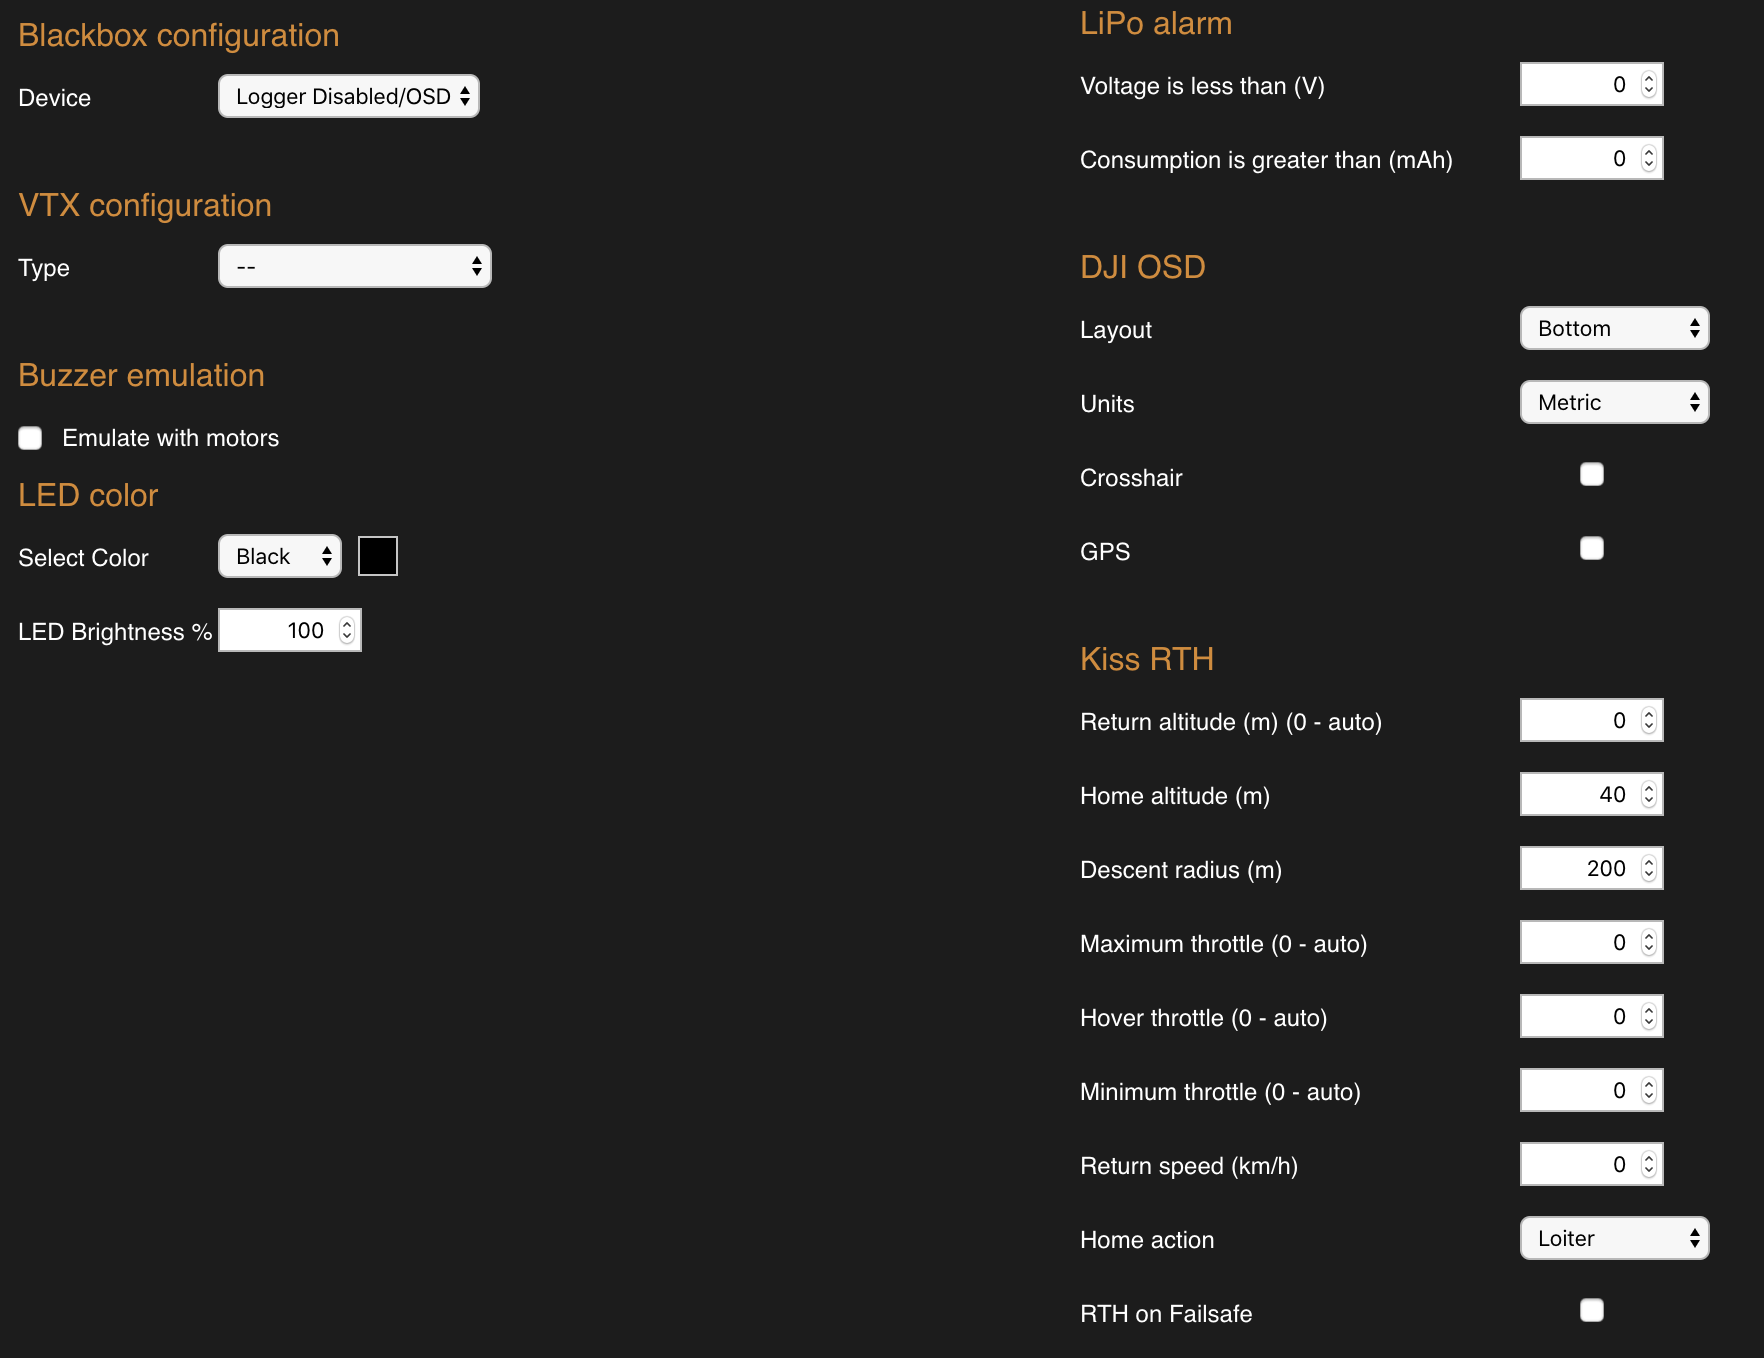 Blackbox configuration
Device Logger Disabled/OSD
VTX configuration
Type --
Buzzer emulation
Emulate with motors
LED color
Select Color Black
LED Brightness % 100
LiPo alarm
Voltage is less than (V) 0
Consumption is greater than (mAh) 0
DJI OSD
Layout Bottom
Units Metric
Crosshair
GPS
Kiss RTH
Return altitude (m) (0 - auto) 0
Home altitude (m) 40
Descent radius (m) 200
Maximum throttle (0 - auto) 0
Hover throttle (0 - auto) 0
Minimum throttle (0 - auto) 0
Return speed (km/h) 0
Home action Loiter
RTH on Failsafe